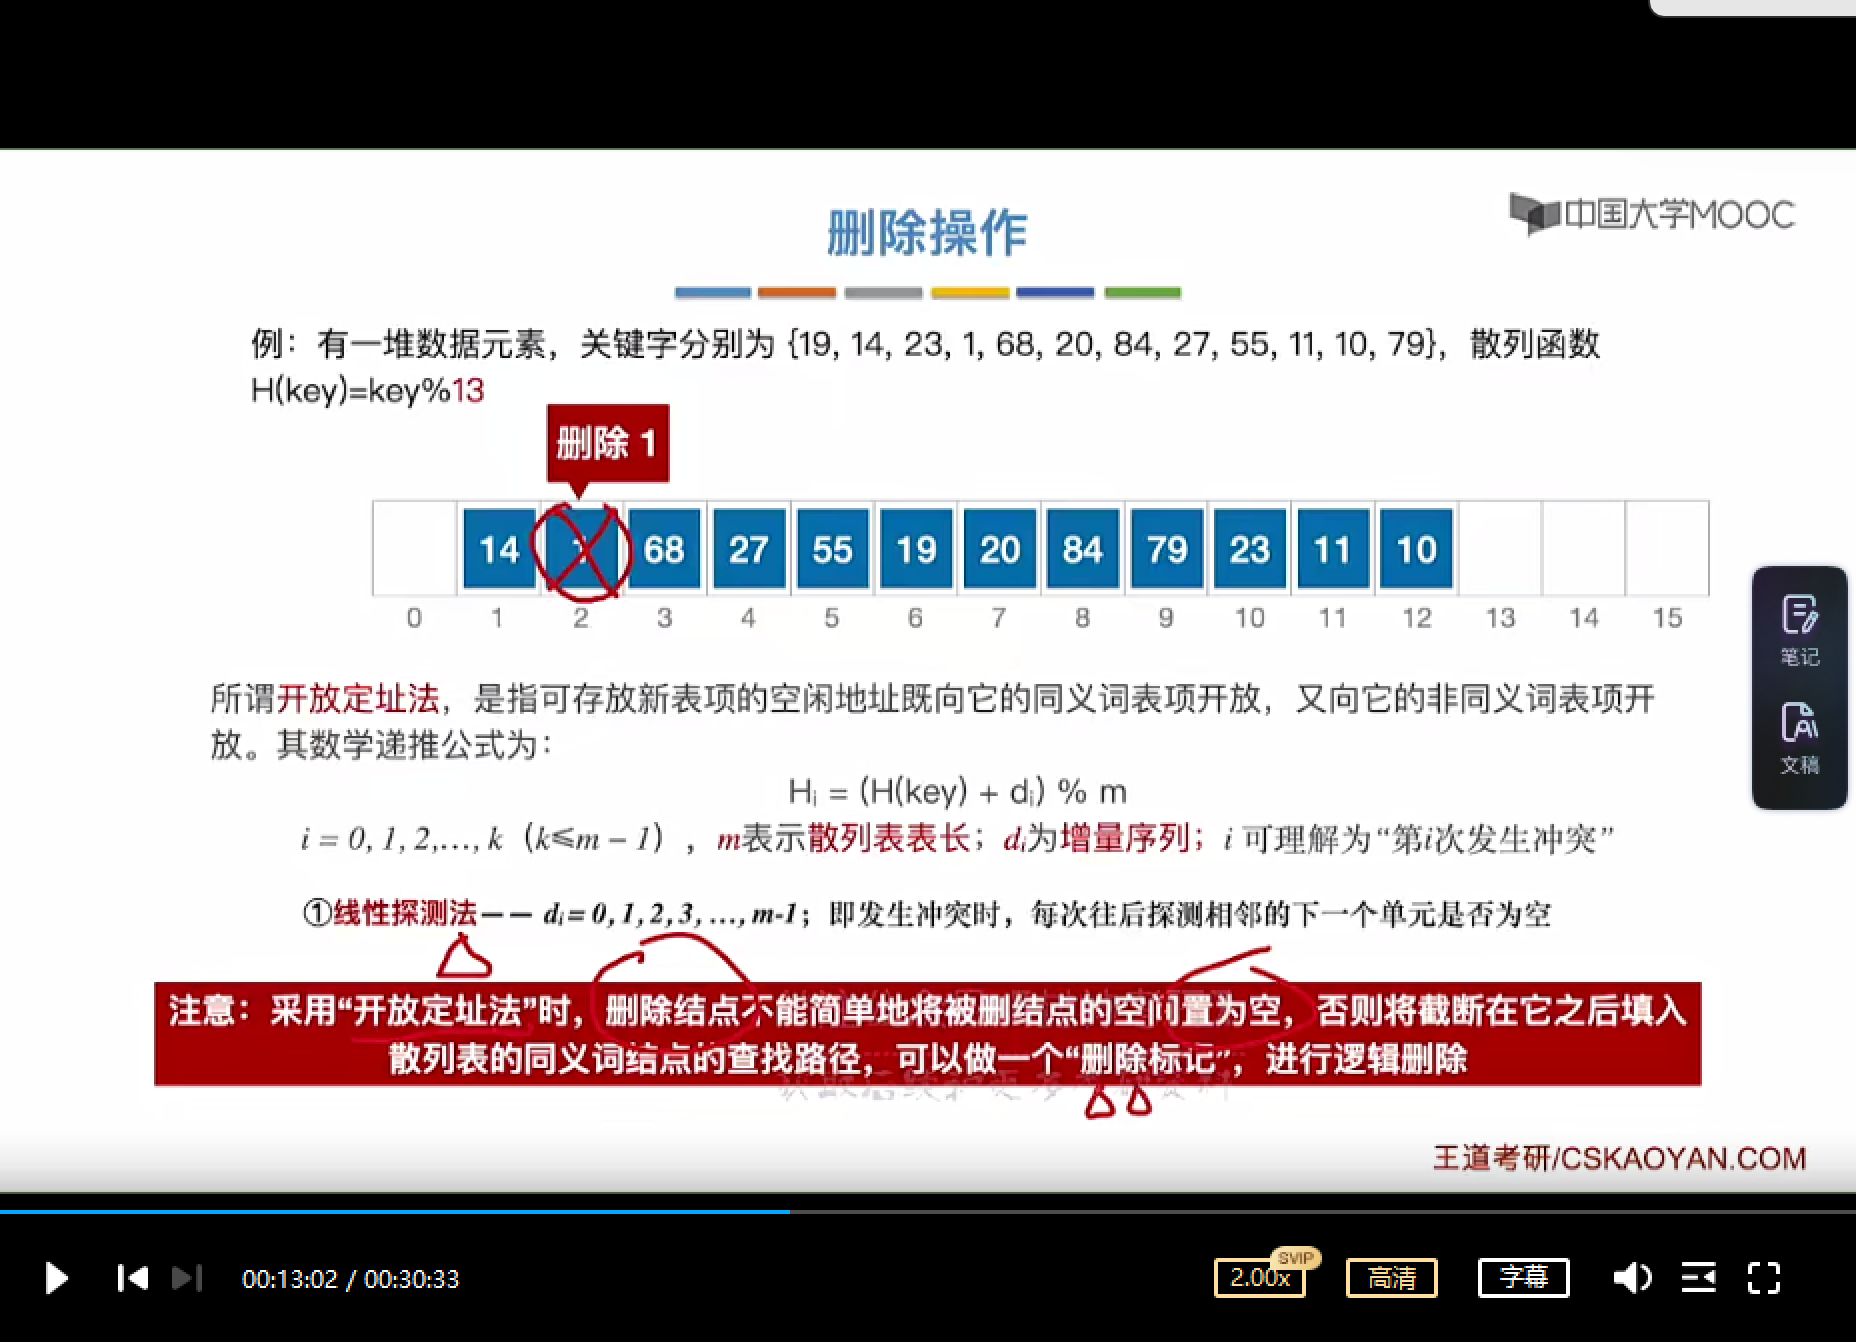 删除操作
中国大学MOOC
例：有一堆数据元素，关键字分别为 {19, 14, 23, 1, 68, 20, 84, 27, 55, 11, 10, 79}，散列函数
H(key)=key%13
删除 1
14 1 68 27 55 19 20 84 79 23 11 10
0 1 2 3 4 5 6 7 8 9 10 11 12 13 14 15
所谓开放定址法，是指可存放新表项的空闲地址既向它的同义词表项开放，又向它的非同义词表项开
放。其数学递推公式为：
Hᵢ = (H(key) + dᵢ) % m
i = 0, 1, 2,…, k（k≤m − 1），m表示散列表表长；dᵢ为增量序列；i 可理解为“第i次发生冲突”
①线性探测法—— dᵢ= 0, 1, 2, 3, …, m-1；即发生冲突时，每次往后探测相邻的下一个单元是否为空
注意：采用“开放定址法”时，删除结点不能简单地将被删结点的空间置为空，否则将截断在它之后填入
散列表的同义词结点的查找路径，可以做一个“删除标记”，进行逻辑删除
王道考研/CSKAOYAN.COM
笔记
文稿
00:13:02 / 00:30:33
2.00x
SVIP
高清
字幕